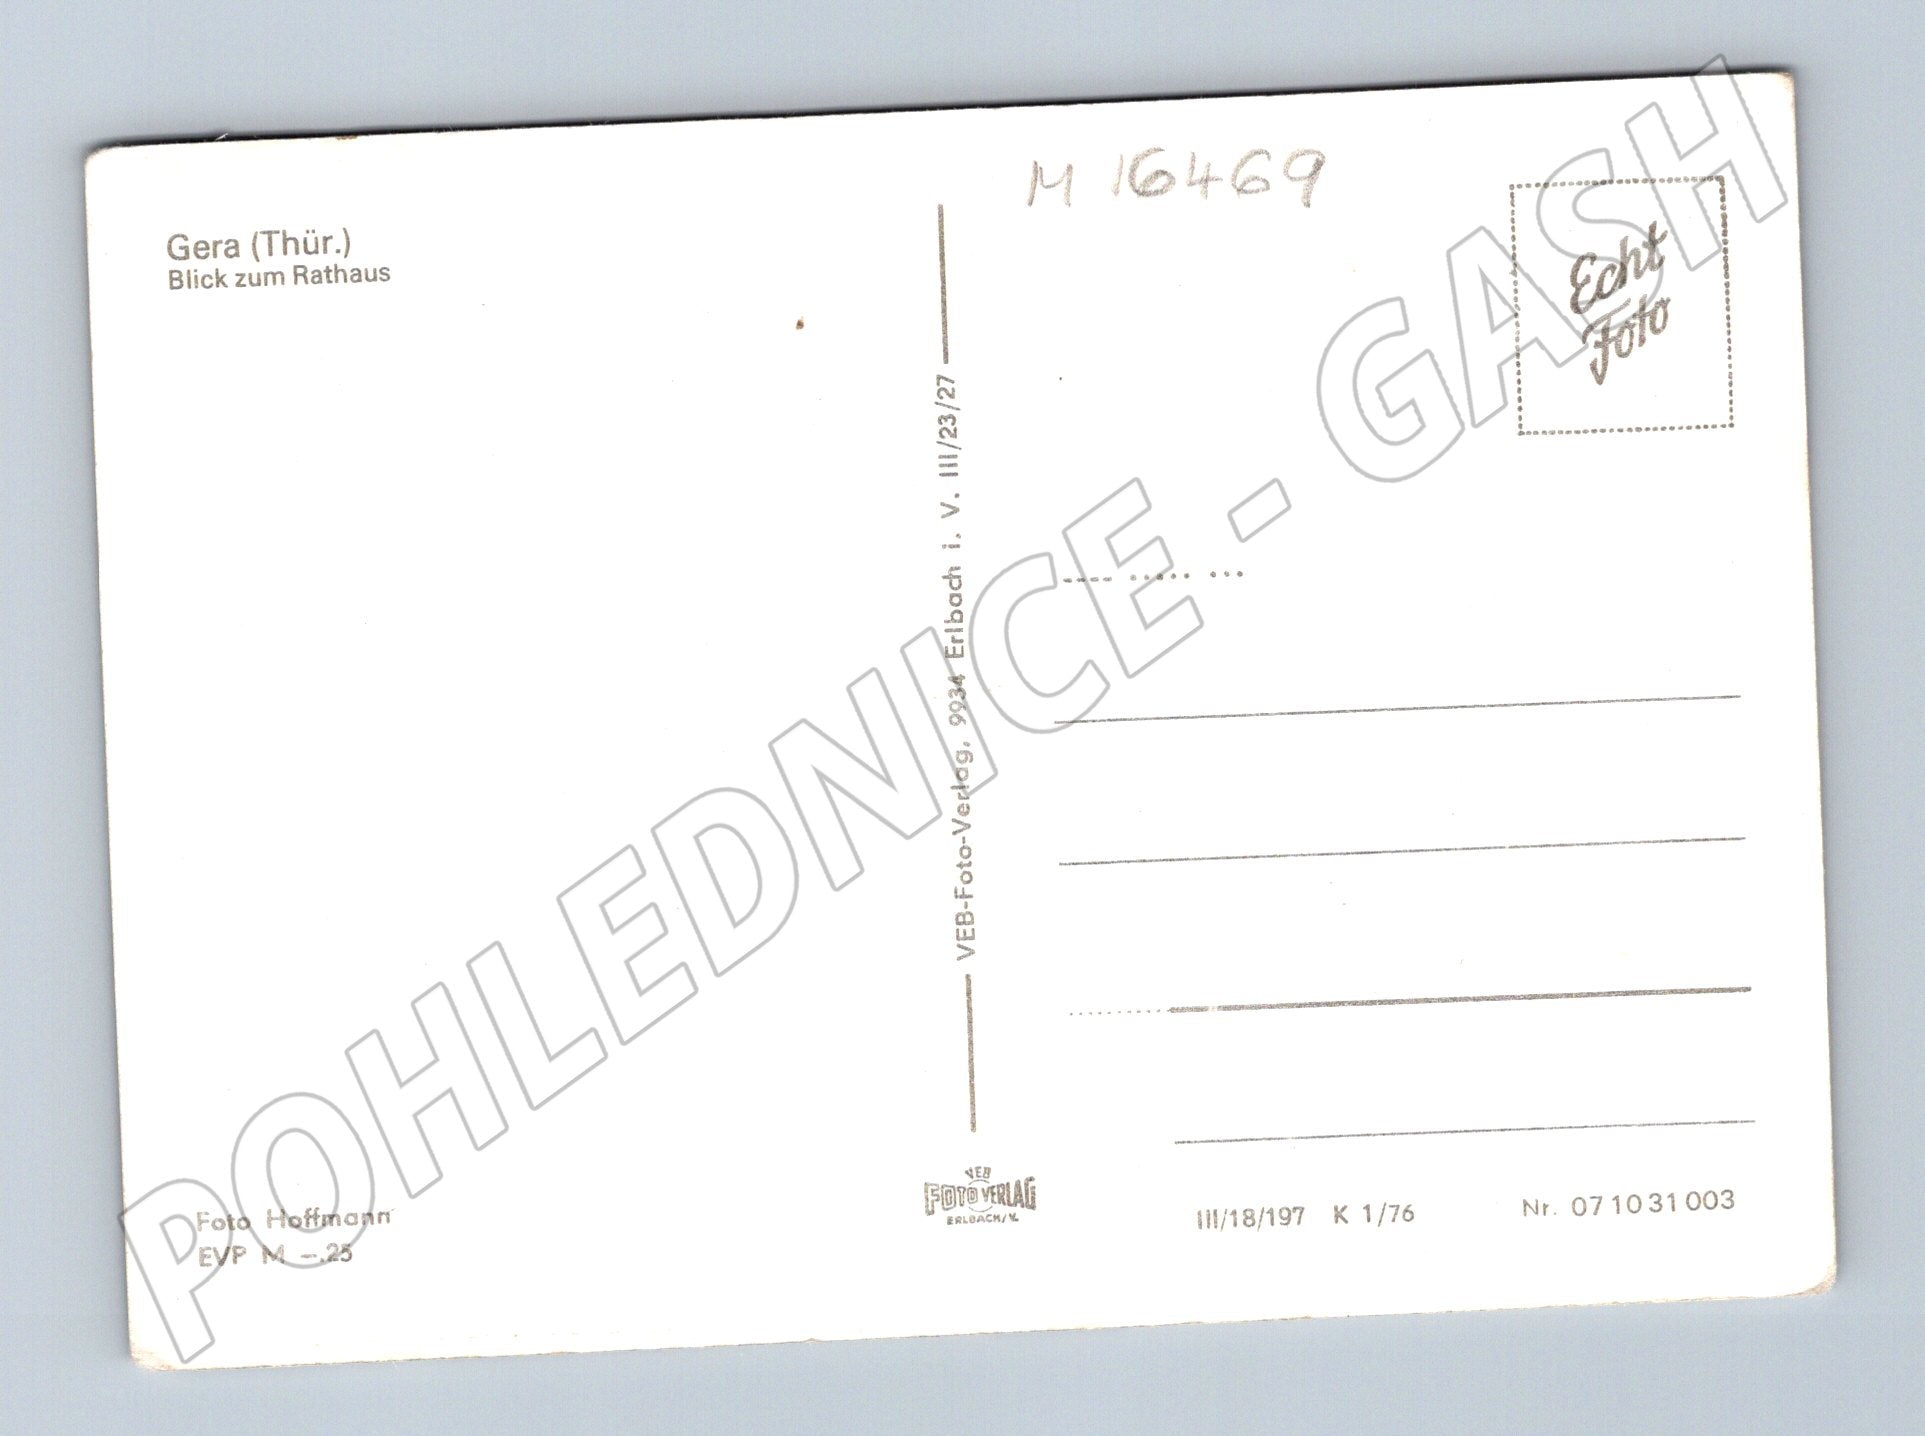 Gera (Thür.)
Blick zum Rathaus
M 16469
Echt
Foto
VEB-Foto-Verlag, 9934 Erlbach i. V. III/23/27
Foto Hoffmann
EVP M –.25
VEB
FOTO VERLAG
ERLBACH/V.
III/18/197 K 1/76
Nr. 07 10 31 003
POHLEDNICE - GASH